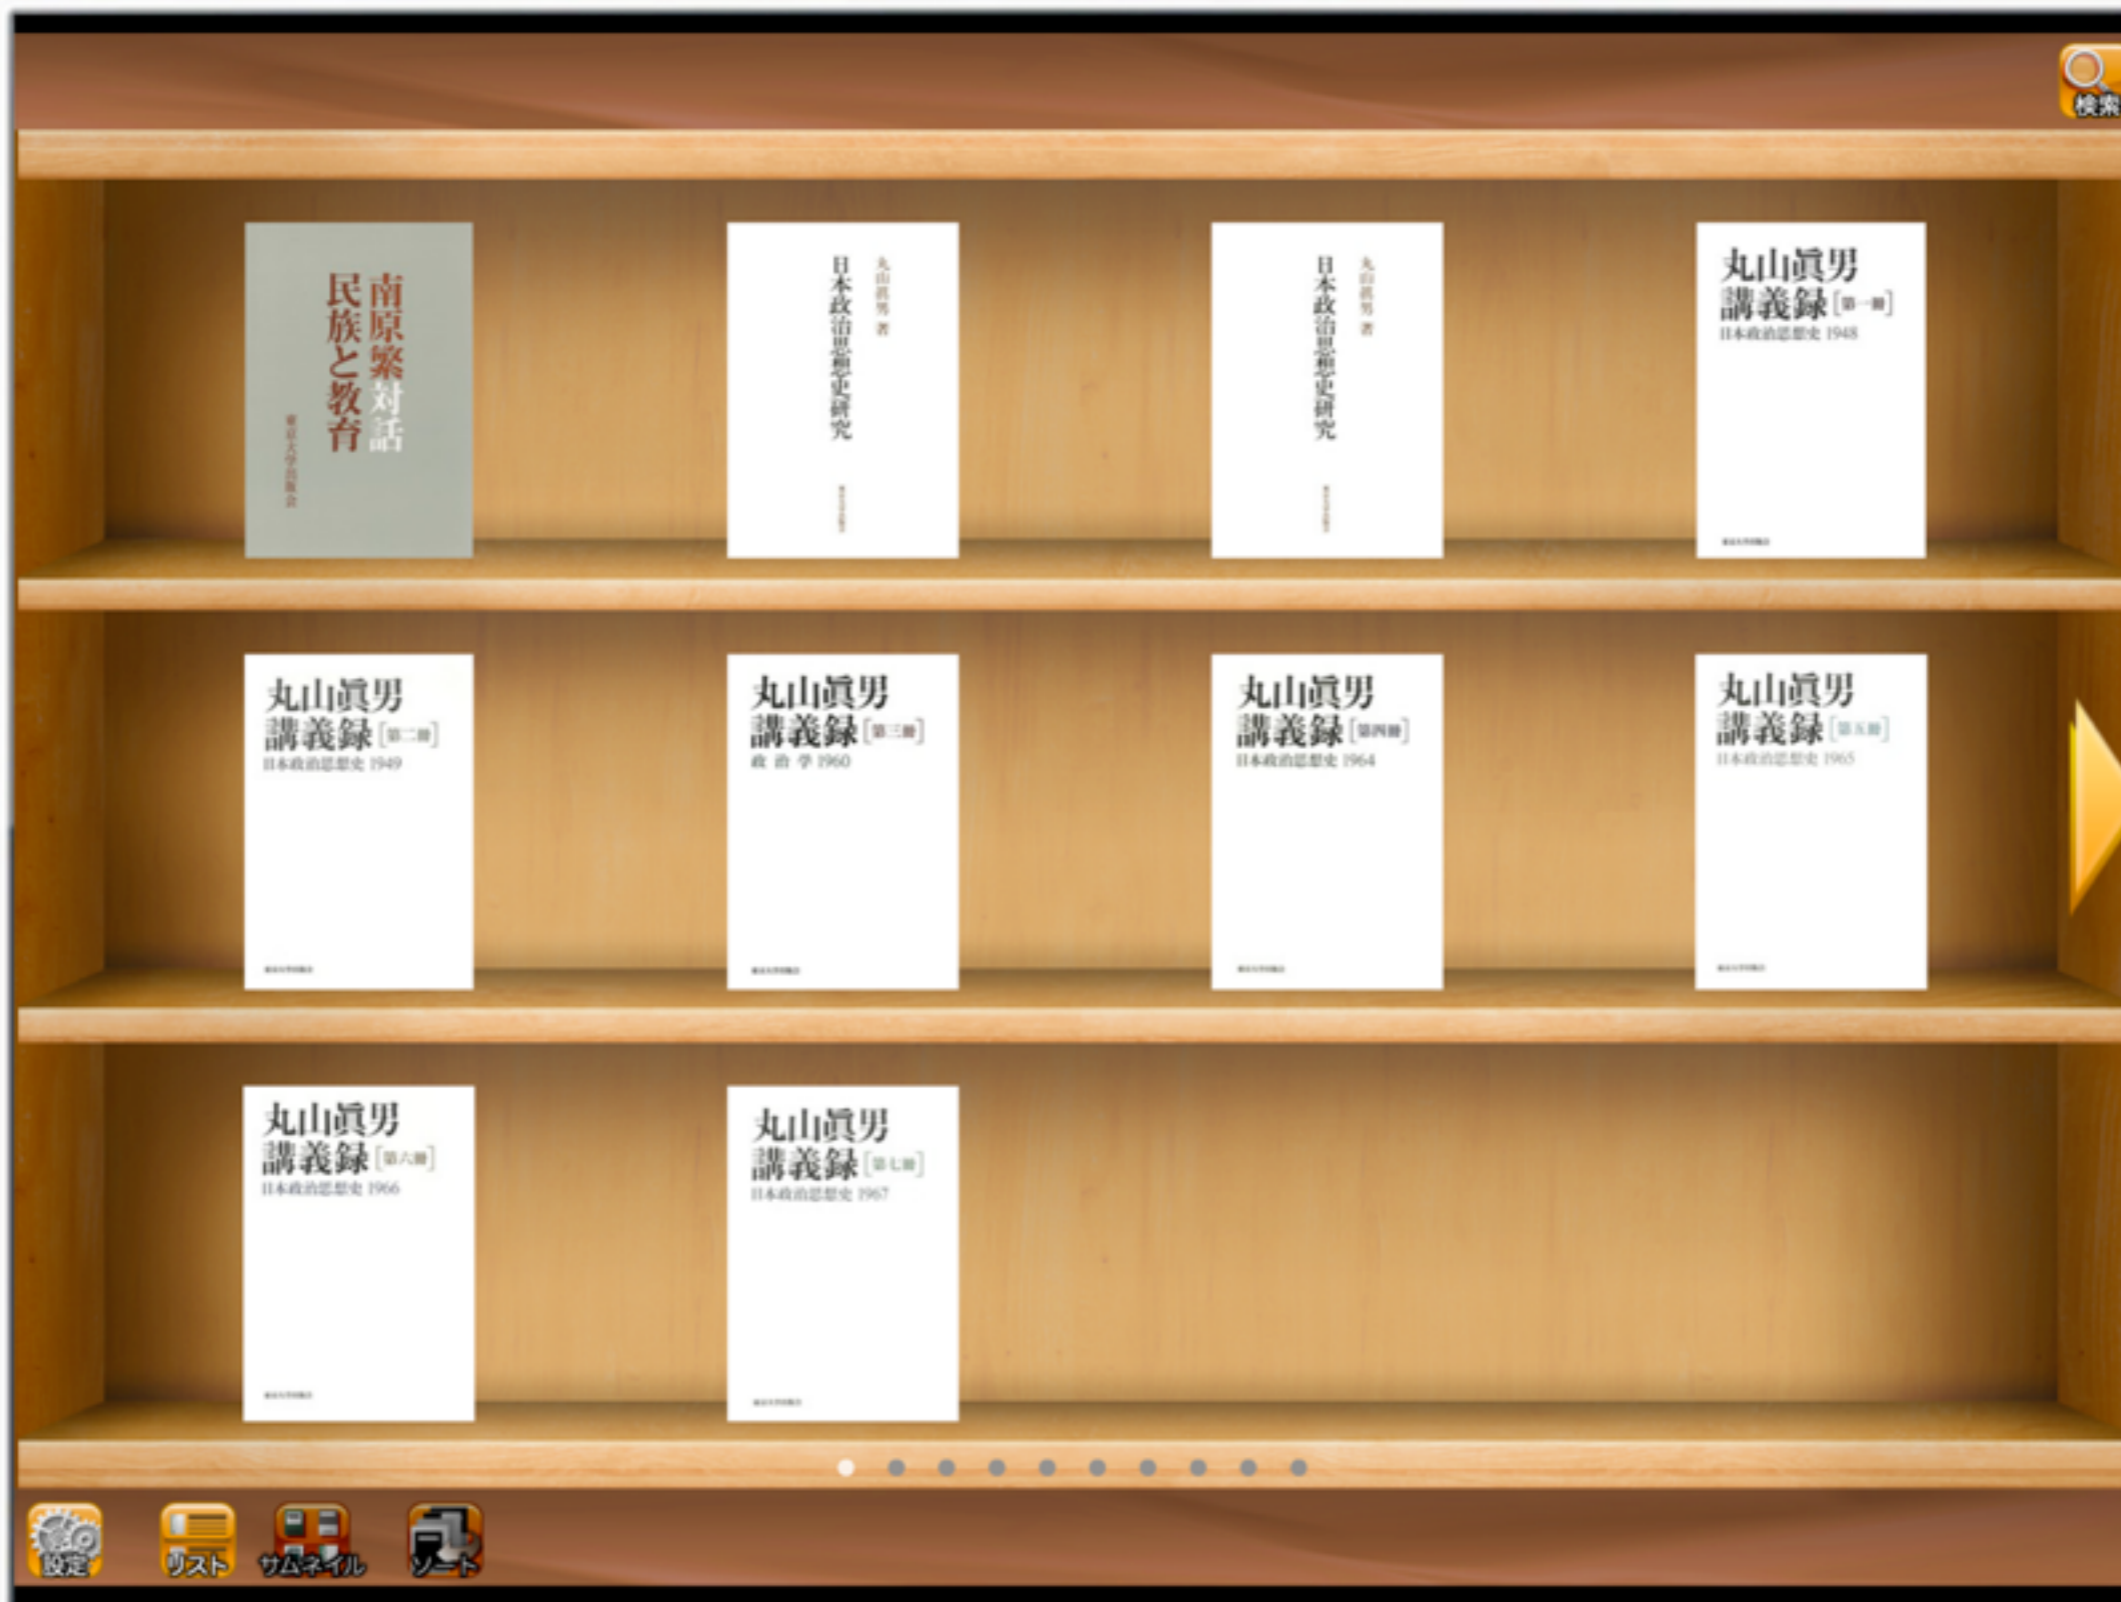 検索
南原繁対話
民族と教育
東京大学出版会
丸山眞男 著
日本政治思想史研究
丸山眞男 著
日本政治思想史研究
丸山眞男
講義録[第一冊]
日本政治思想史 1948
丸山眞男
講義録[第二冊]
日本政治思想史 1949
丸山眞男
講義録[第三冊]
政治学 1960
丸山眞男
講義録[第四冊]
日本政治思想史 1964
丸山眞男
講義録[第五冊]
日本政治思想史 1965
丸山眞男
講義録[第六冊]
日本政治思想史 1966
丸山眞男
講義録[第七冊]
日本政治思想史 1967
設定
リスト
サムネイル
ソート